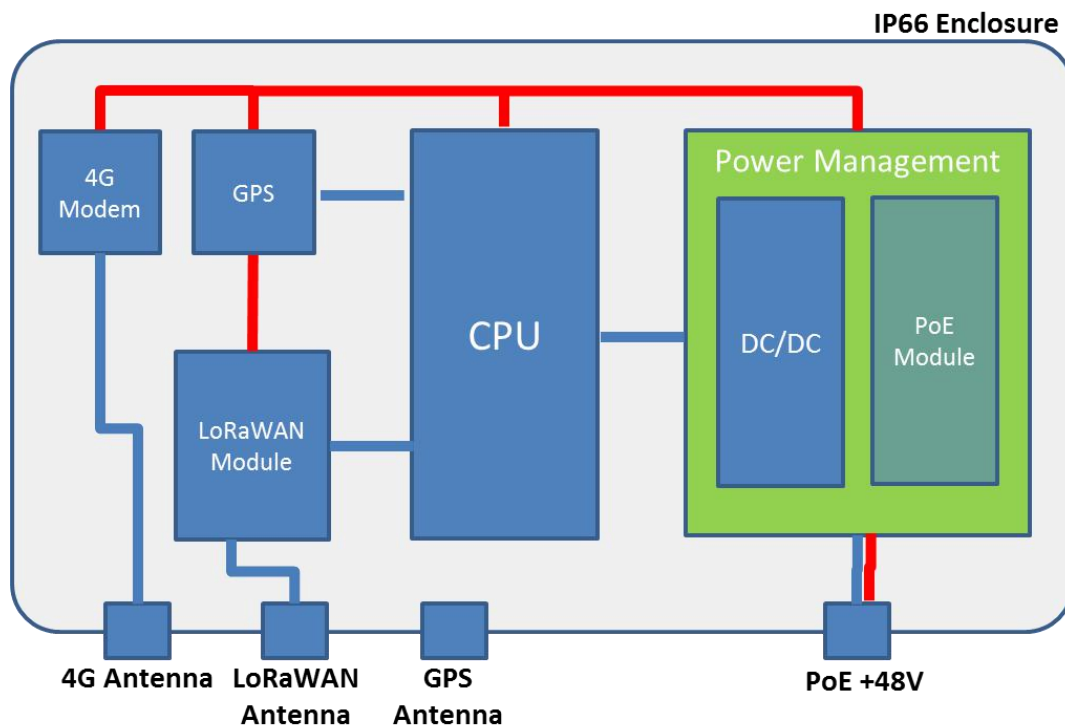 IP66 Enclosure
4G
Modem
GPS
CPU
Power Management
DC/DC
PoE
Module
LoRaWAN
Module
4G Antenna
LoRaWAN
Antenna
GPS
Antenna
PoE +48V